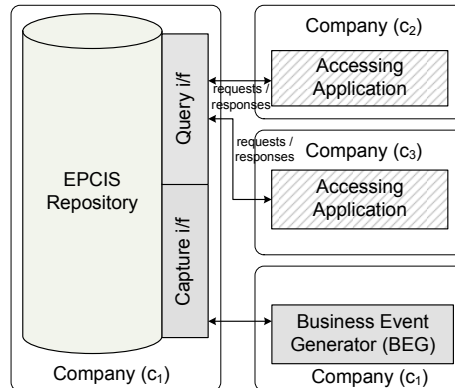 EPCIS
Repository
Query i/f
Capture i/f
Company (c₁)
requests /
responses
requests /
responses
Company (c₂)
Accessing
Application
Company (c₃)
Accessing
Application
Business Event
Generator (BEG)
Company (c₁)